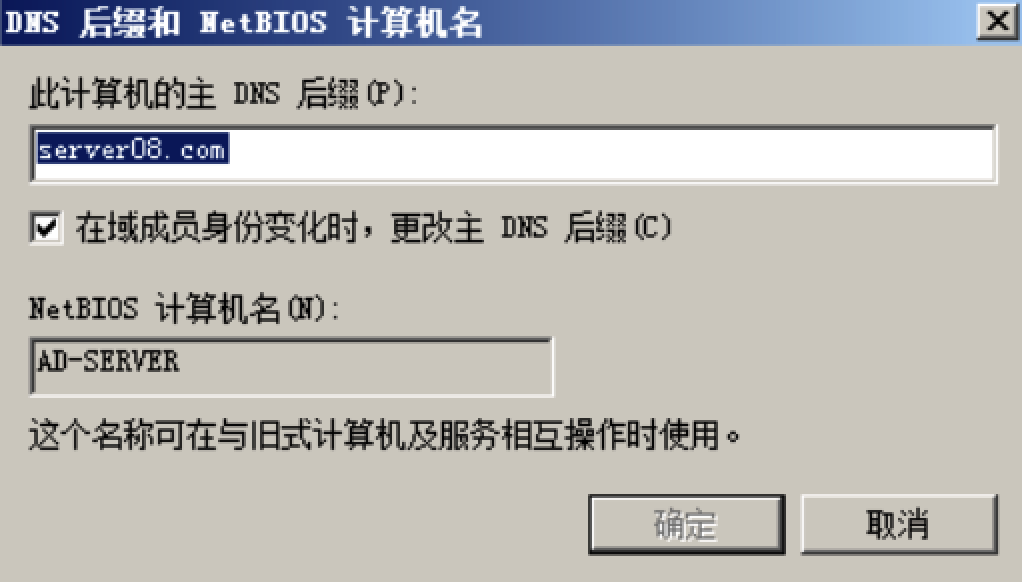 DNS 后缀和 NetBIOS 计算机名
此计算机的主 DNS 后缀(P):
server08.com
在域成员身份变化时，更改主 DNS 后缀(C)
NetBIOS 计算机名(N):
AD-SERVER
这个名称可在与旧式计算机及服务相互操作时使用。
确定 取消